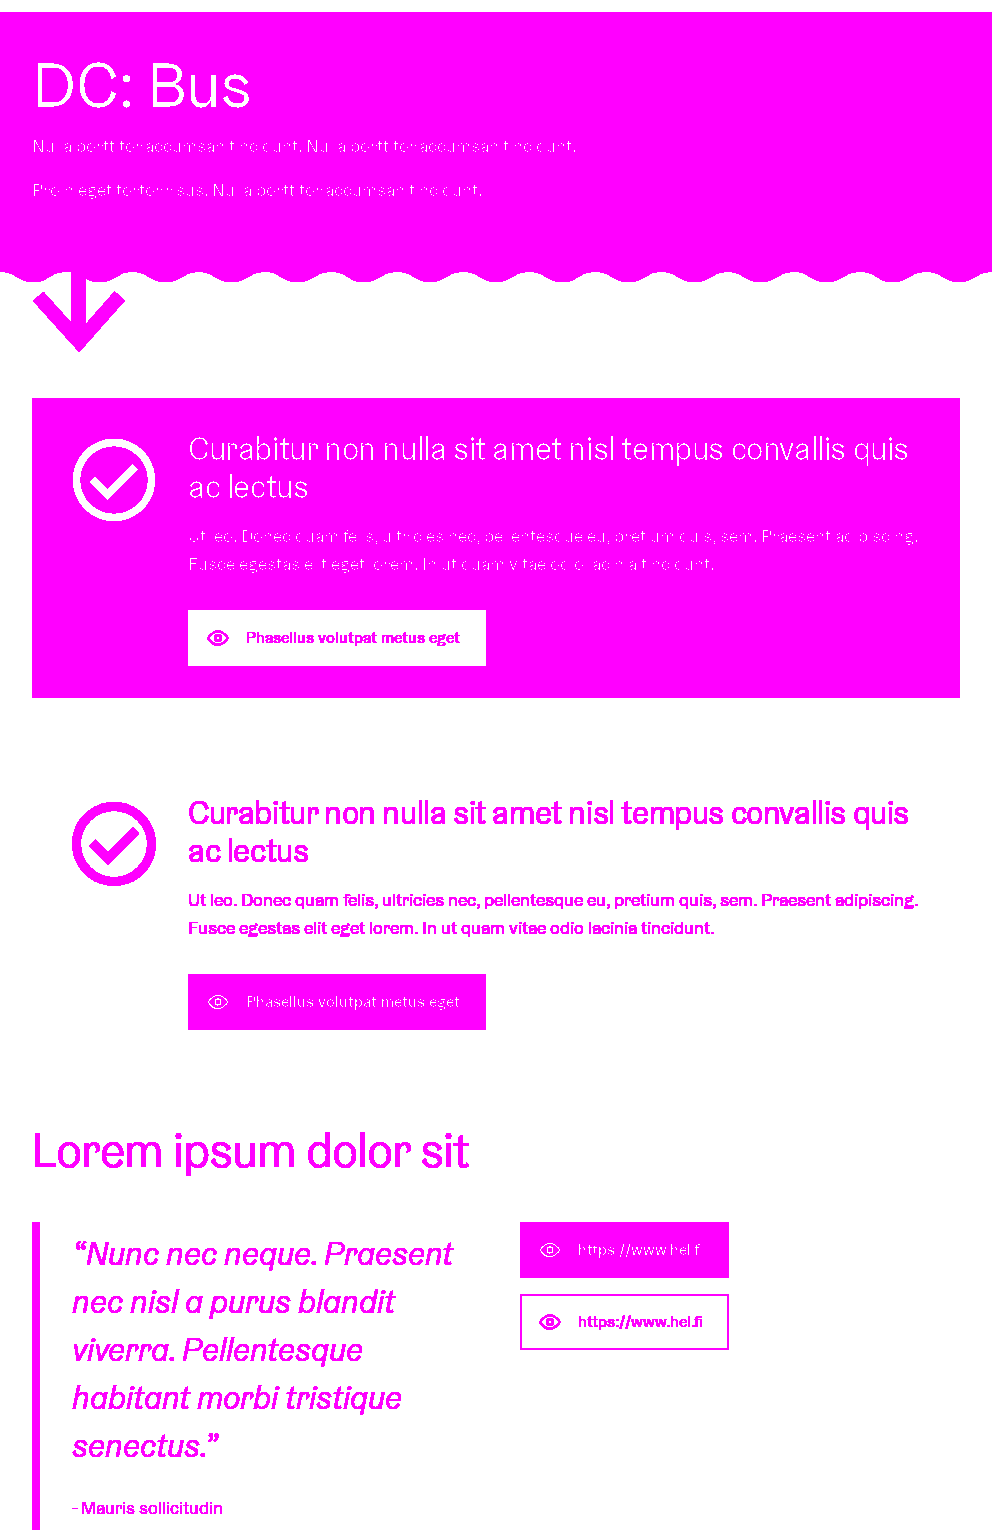 DC: Bus
Nulla porttitor accumsan tincidunt. Nulla porttitor accumsan tincidunt.
Proin eget tortor risus. Nulla porttitor accumsan tincidunt.
Curabitur non nulla sit amet nisl tempus convallis quis
ac lectus
Ut leo. Donec quam felis, ultricies nec, pellentesque eu, pretium quis, sem. Praesent adipiscing.
Fusce egestas elit eget lorem. In ut quam vitae odio lacinia tincidunt.
Phasellus volutpat metus eget
Curabitur non nulla sit amet nisl tempus convallis quis
ac lectus
Ut leo. Donec quam felis, ultricies nec, pellentesque eu, pretium quis, sem. Praesent adipiscing.
Fusce egestas elit eget lorem. In ut quam vitae odio lacinia tincidunt.
Phasellus volutpat metus eget
Lorem ipsum dolor sit
“Nunc nec neque. Praesent
nec nisl a purus blandit
viverra. Pellentesque
habitant morbi tristique
senectus.”
- Mauris sollicitudin
https://www.hel.fi
https://www.hel.fi